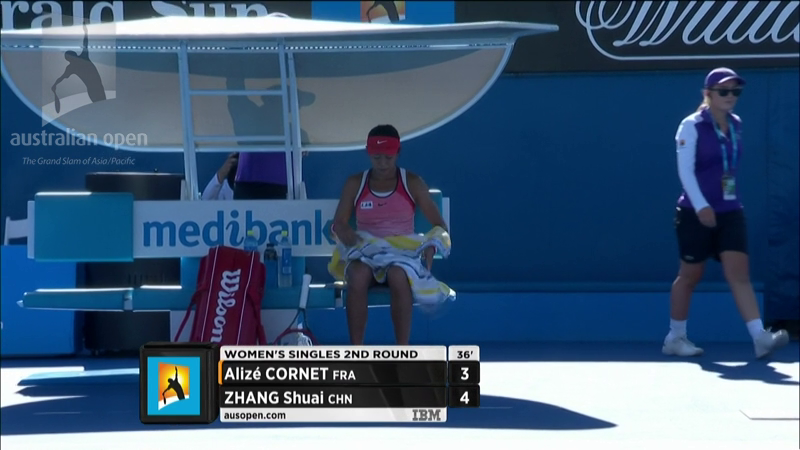 australian open
The Grand Slam of Asia/Pacific
medibank
Wilson
WOMEN'S SINGLES 2ND ROUND 36'
Alizé CORNET FRA 3
ZHANG Shuai CHN 4
ausopen.com IBM